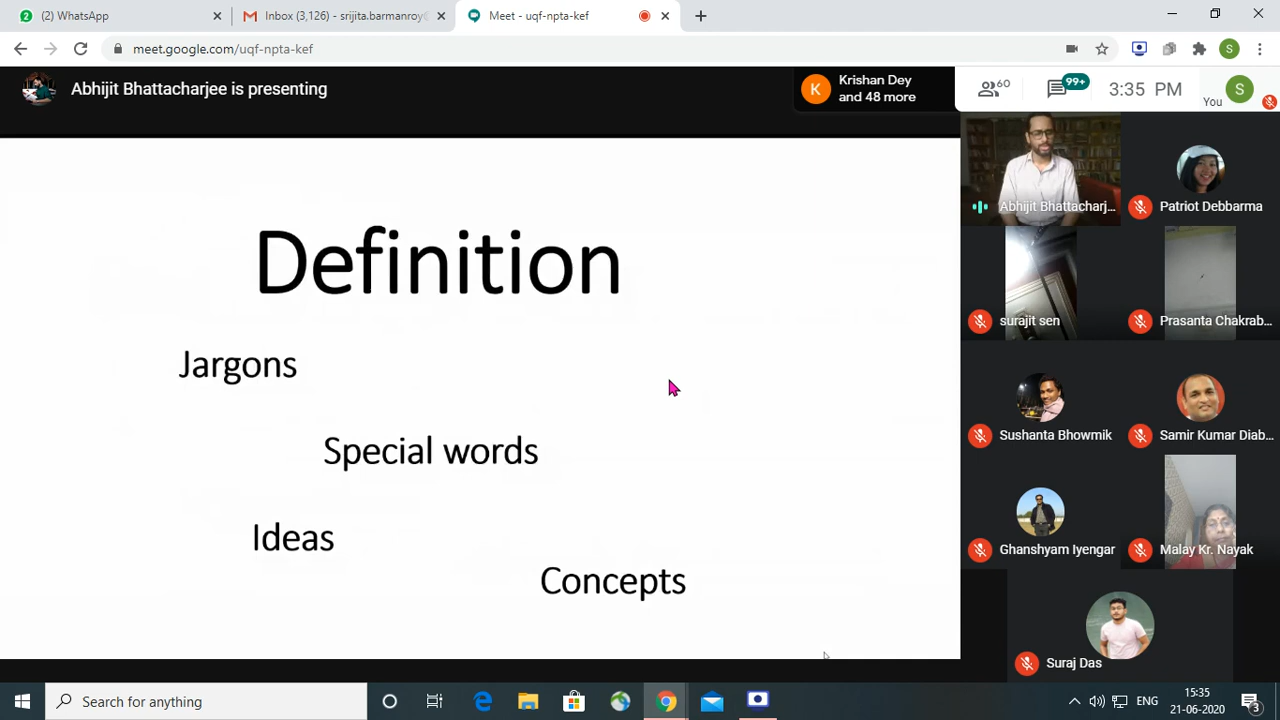 2
(2) WhatsApp
Inbox (3,126) - srijita.barmanroy@
Meet - uqf-npta-kef
meet.google.com/uqf-npta-kef
S
Abhijit Bhattacharjee is presenting
K
Krishan Dey
and 48 more
60
99+
3:35 PM
You
S
Definition
Jargons
Special words
Ideas
Concepts
Abhijit Bhattacharj...
Patriot Debbarma
surajit sen
Prasanta Chakrab...
Sushanta Bhowmik
Samir Kumar Diab...
Ghanshyam Iyengar
Malay Kr. Nayak
Suraj Das
Search for anything
ENG
15:35
21-06-2020
3